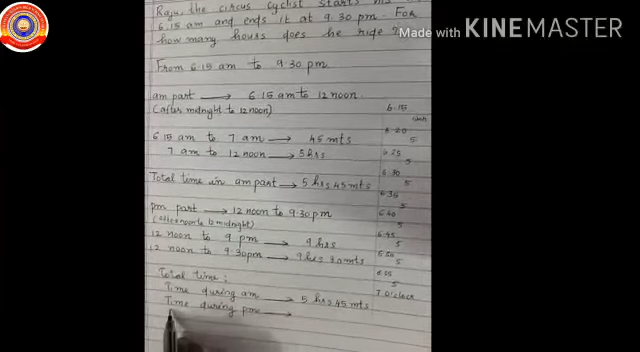 Raju, the circus cyclist starts his
6.15 am and ends it at 9.30 pm. For
how many hours does he ride ?
Made with KINEMASTER
From 6.15 am to 9.30 pm
am part → 6.15 am to 12 noon.
(after midnight to 12 noon)
6.15 am to 7 am → 45 mts
7 am to 12 noon → 5 hrs
Total time in am part → 5 hrs 45 mts
pm part → 12 noon to 9.30 pm
(afternoon to midnight)
12 noon to 9 pm → 9 hrs
12 noon to 9.30 pm → 9 hrs 30 mts
Total time:
Time during am → 5 hrs 45 mts
Time during pm →
6.15
6.20
5
6.25
5
6.30
5
6.35
5
6.40
5
6.45
5
6.50
5
6.55
5
7 O'clock